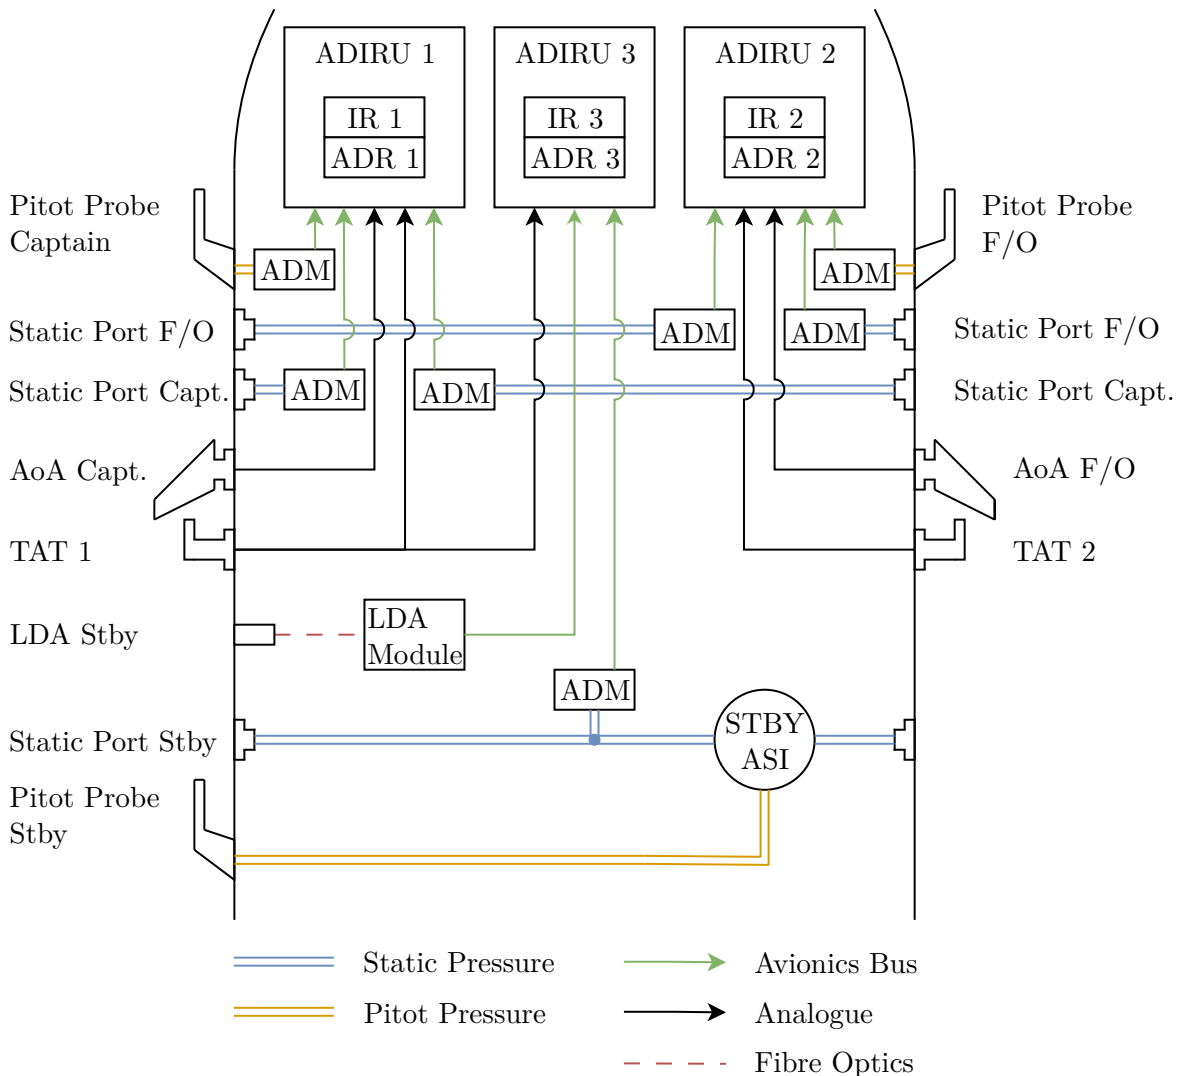 ADIRU 1
ADIRU 3
ADIRU 2
IR 1
ADR 1
IR 3
ADR 3
IR 2
ADR 2
Pitot Probe
Captain
Pitot Probe
F/O
ADM
ADM
Static Port F/O
ADM
ADM
Static Port F/O
Static Port Capt.
ADM
ADM
Static Port Capt.
AoA Capt.
AoA F/O
TAT 1
TAT 2
LDA Stby
LDA
Module
ADM
Static Port Stby
STBY
ASI
Pitot Probe
Stby
Static Pressure
Avionics Bus
Pitot Pressure
Analogue
Fibre Optics